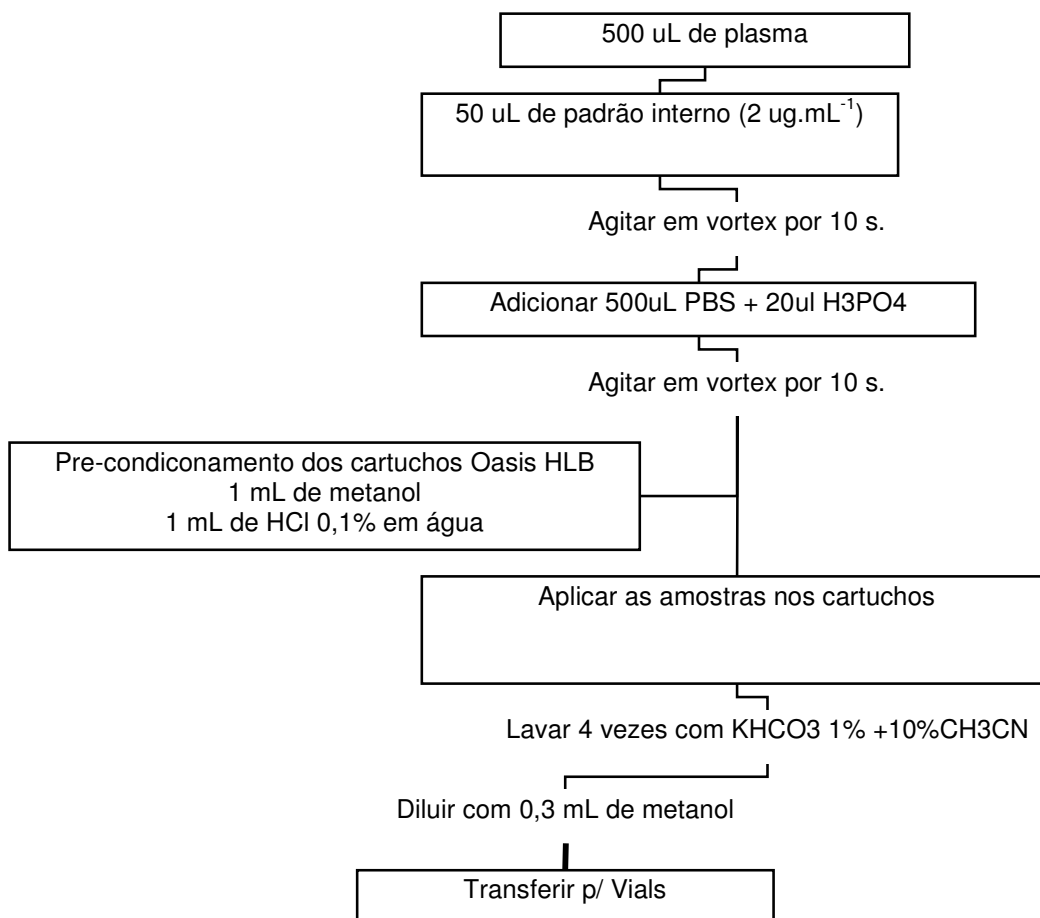 500 uL de plasma
50 uL de padrão interno (2 ug.mL⁻¹)
Agitar em vortex por 10 s.
Adicionar 500uL PBS + 20ul H3PO4
Agitar em vortex por 10 s.
Pre-condiconamento dos cartuchos Oasis HLB
1 mL de metanol
1 mL de HCl 0,1% em água
Aplicar as amostras nos cartuchos
Lavar 4 vezes com KHCO3 1% +10%CH3CN
Diluir com 0,3 mL de metanol
Transferir p/ Vials